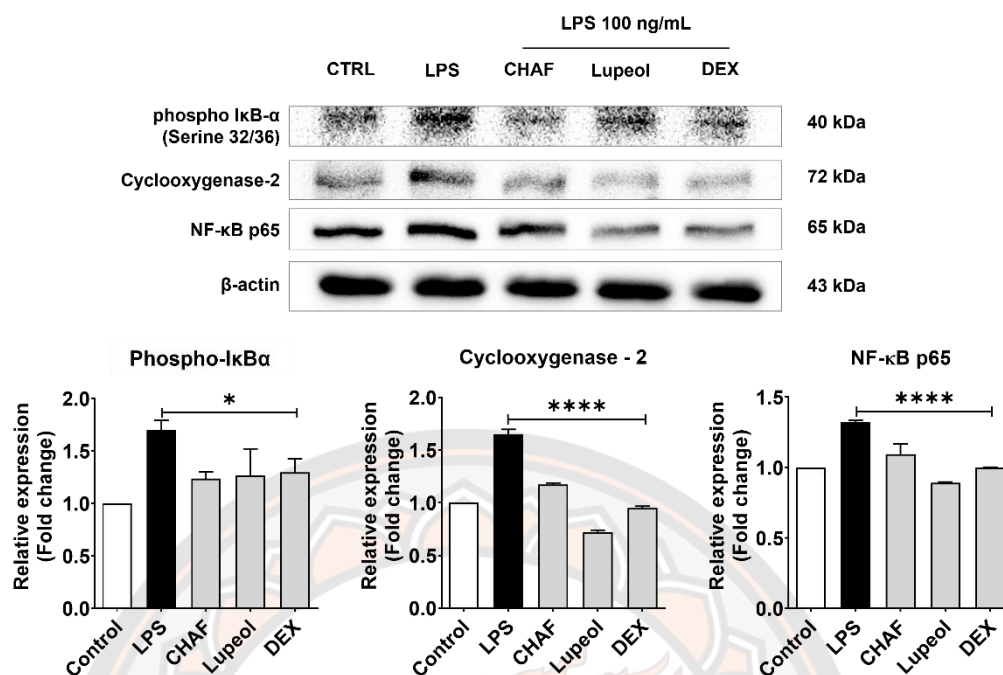 LPS 100 ng/mL
CTRL LPS CHAF Lupeol DEX
phospho IκB-α
(Serine 32/36)
40 kDa
Cyclooxygenase-2
72 kDa
NF-κB p65
65 kDa
β-actin
43 kDa
Phospho-IκBα
Relative expression
(Fold change)
2.0
1.5
1.0
0.5
0.0
*
Control LPS CHAF Lupeol DEX
Cyclooxygenase - 2
Relative expression
(Fold change)
2.0
1.5
1.0
0.5
0.0
****
Control LPS CHAF Lupeol DEX
NF-κB p65
Relative expression
(Fold change)
1.5
1.0
0.5
0.0
****
Control LPS CHAF Lupeol DEX